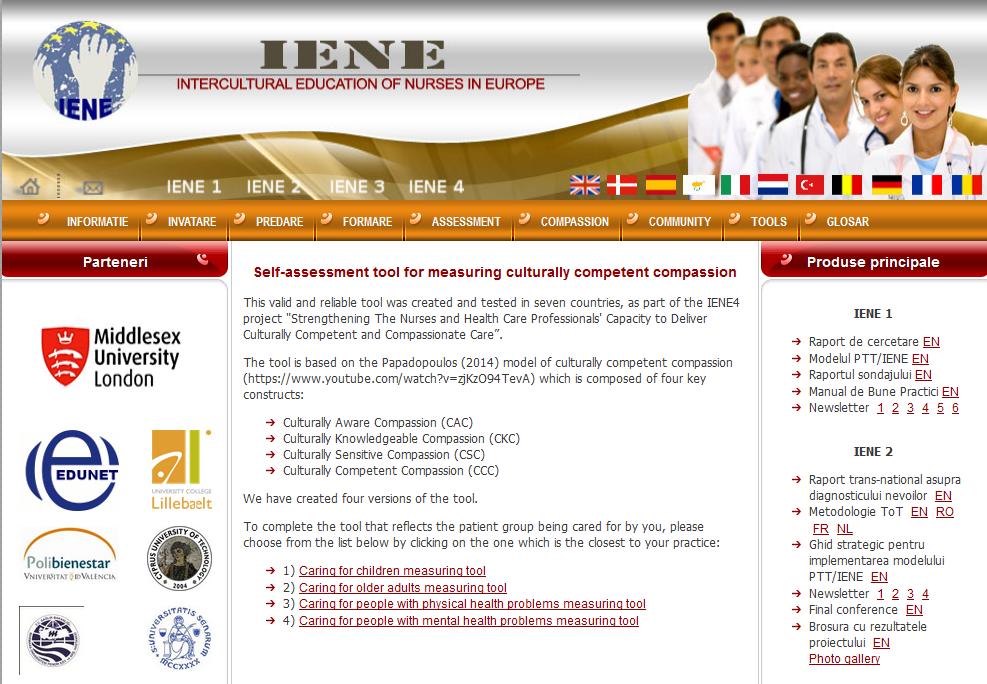 IENE
INTERCULTURAL EDUCATION OF NURSES IN EUROPE
IENE
IENE 1 IENE 2 IENE 3 IENE 4
INFORMATIE INVATARE PREDARE FORMARE ASSESSMENT COMPASSION COMMUNITY TOOLS GLOSAR
Parteneri
Middlesex
University
London
EDUNET
UNIVERSITY COLLEGE
Lillebaelt
Polibienestar
VNIVERSITAT D VALENCIA
CYPRUS UNIVERSITY OF TECHNOLOGY
2004
Self-assessment tool for measuring culturally competent compassion
This valid and reliable tool was created and tested in seven countries, as part of the IENE4
project "Strengthening The Nurses and Health Care Professionals' Capacity to Deliver
Culturally Competent and Compassionate Care”.
The tool is based on the Papadopoulos (2014) model of culturally competent compassion
(https://www.youtube.com/watch?v=zjKzO94TevA) which is composed of four key
constructs:
Culturally Aware Compassion (CAC)
Culturally Knowledgeable Compassion (CKC)
Culturally Sensitive Compassion (CSC)
Culturally Competent Compassion (CCC)
We have created four versions of the tool.
To complete the tool that reflects the patient group being cared for by you, please
choose from the list below by clicking on the one which is the closest to your practice:
1) Caring for children measuring tool
2) Caring for older adults measuring tool
3) Caring for people with physical health problems measuring tool
4) Caring for people with mental health problems measuring tool
Produse principale
IENE 1
Raport de cercetare EN
Modelul PTT/IENE EN
Raportul sondajului EN
Manual de Bune Practici EN
Newsletter 1 2 3 4 5 6
IENE 2
Raport trans-national asupra
diagnosticului nevoilor EN
Metodologie ToT EN RO
FR NL
Ghid strategic pentru
implementarea modelului
PTT/IENE EN
Newsletter 1 2 3 4
Final conference EN
Brosura cu rezultatele
proiectului EN
Photo gallery